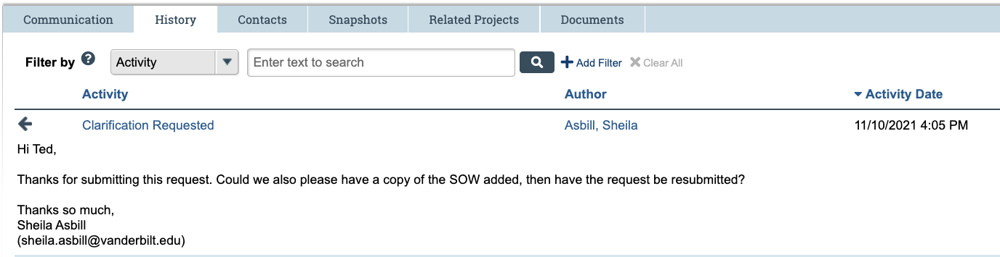 Communication History Contacts Snapshots Related Projects Documents
Filter by ? Activity Enter text to search Add Filter Clear All
Activity Author Activity Date
Clarification Requested Asbill, Sheila 11/10/2021 4:05 PM
Hi Ted,
Thanks for submitting this request. Could we also please have a copy of the SOW added, then have the request be resubmitted?
Thanks so much,
Sheila Asbill
(sheila.asbill@vanderbilt.edu)